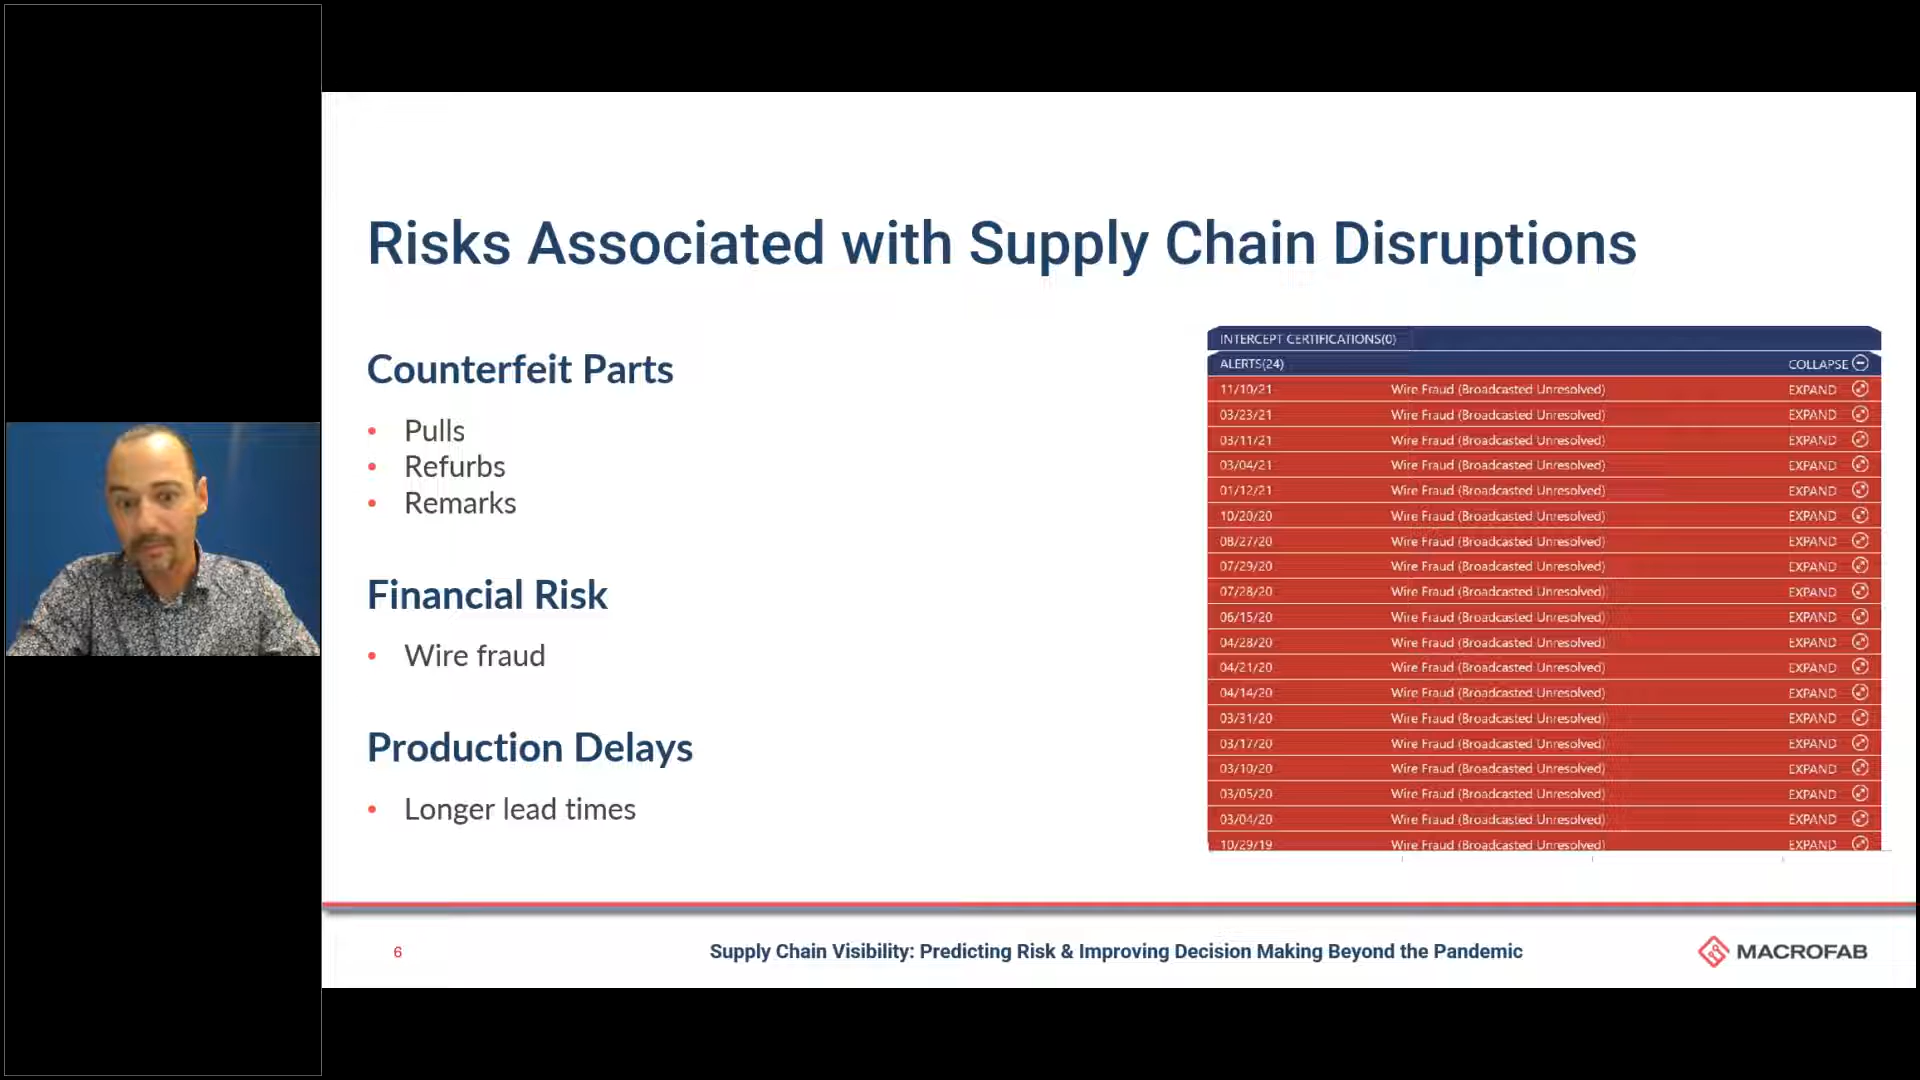 Risks Associated with Supply Chain Disruptions
Counterfeit Parts
• Pulls
• Refurbs
• Remarks
Financial Risk
• Wire fraud
Production Delays
• Longer lead times
INTERCEPT CERTIFICATIONS(0)
ALERTS(24) COLLAPSE
11/10/21 Wire Fraud (Broadcasted Unresolved) EXPAND
03/23/21 Wire Fraud (Broadcasted Unresolved) EXPAND
03/11/21 Wire Fraud (Broadcasted Unresolved) EXPAND
03/04/21 Wire Fraud (Broadcasted Unresolved) EXPAND
01/12/21 Wire Fraud (Broadcasted Unresolved) EXPAND
10/20/20 Wire Fraud (Broadcasted Unresolved) EXPAND
08/27/20 Wire Fraud (Broadcasted Unresolved) EXPAND
07/29/20 Wire Fraud (Broadcasted Unresolved) EXPAND
07/28/20 Wire Fraud (Broadcasted Unresolved) EXPAND
06/15/20 Wire Fraud (Broadcasted Unresolved) EXPAND
04/28/20 Wire Fraud (Broadcasted Unresolved) EXPAND
04/21/20 Wire Fraud (Broadcasted Unresolved) EXPAND
04/14/20 Wire Fraud (Broadcasted Unresolved) EXPAND
03/31/20 Wire Fraud (Broadcasted Unresolved) EXPAND
03/17/20 Wire Fraud (Broadcasted Unresolved) EXPAND
03/10/20 Wire Fraud (Broadcasted Unresolved) EXPAND
03/05/20 Wire Fraud (Broadcasted Unresolved) EXPAND
03/04/20 Wire Fraud (Broadcasted Unresolved) EXPAND
10/29/19 Wire Fraud (Broadcasted Unresolved) EXPAND
6
Supply Chain Visibility: Predicting Risk & Improving Decision Making Beyond the Pandemic
MACROFAB